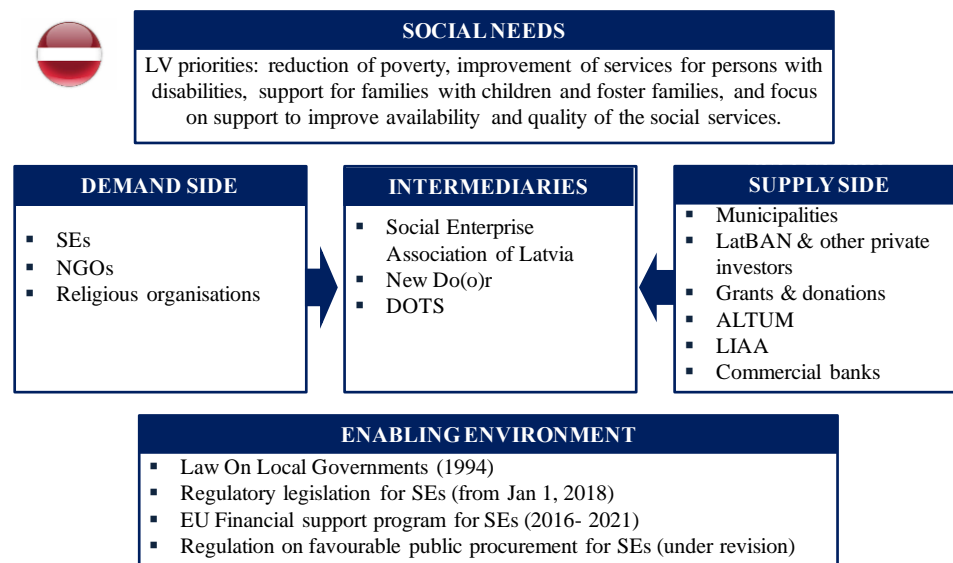 SOCIAL NEEDS
LV priorities: reduction of poverty, improvement of services for persons with
disabilities, support for families with children and foster families, and focus
on support to improve availability and quality of the social services.
DEMAND SIDE
▪ SEs
▪ NGOs
▪ Religious organisations
INTERMEDIARIES
▪ Social Enterprise
Association of Latvia
▪ New Do(o)r
▪ DOTS
SUPPLY SIDE
▪ Municipalities
▪ LatBAN & other private
investors
▪ Grants & donations
▪ ALTUM
▪ LIAA
▪ Commercial banks
ENABLING ENVIRONMENT
▪ Law On Local Governments (1994)
▪ Regulatory legislation for SEs (from Jan 1, 2018)
▪ EU Financial support program for SEs (2016- 2021)
▪ Regulation on favourable public procurement for SEs (under revision)